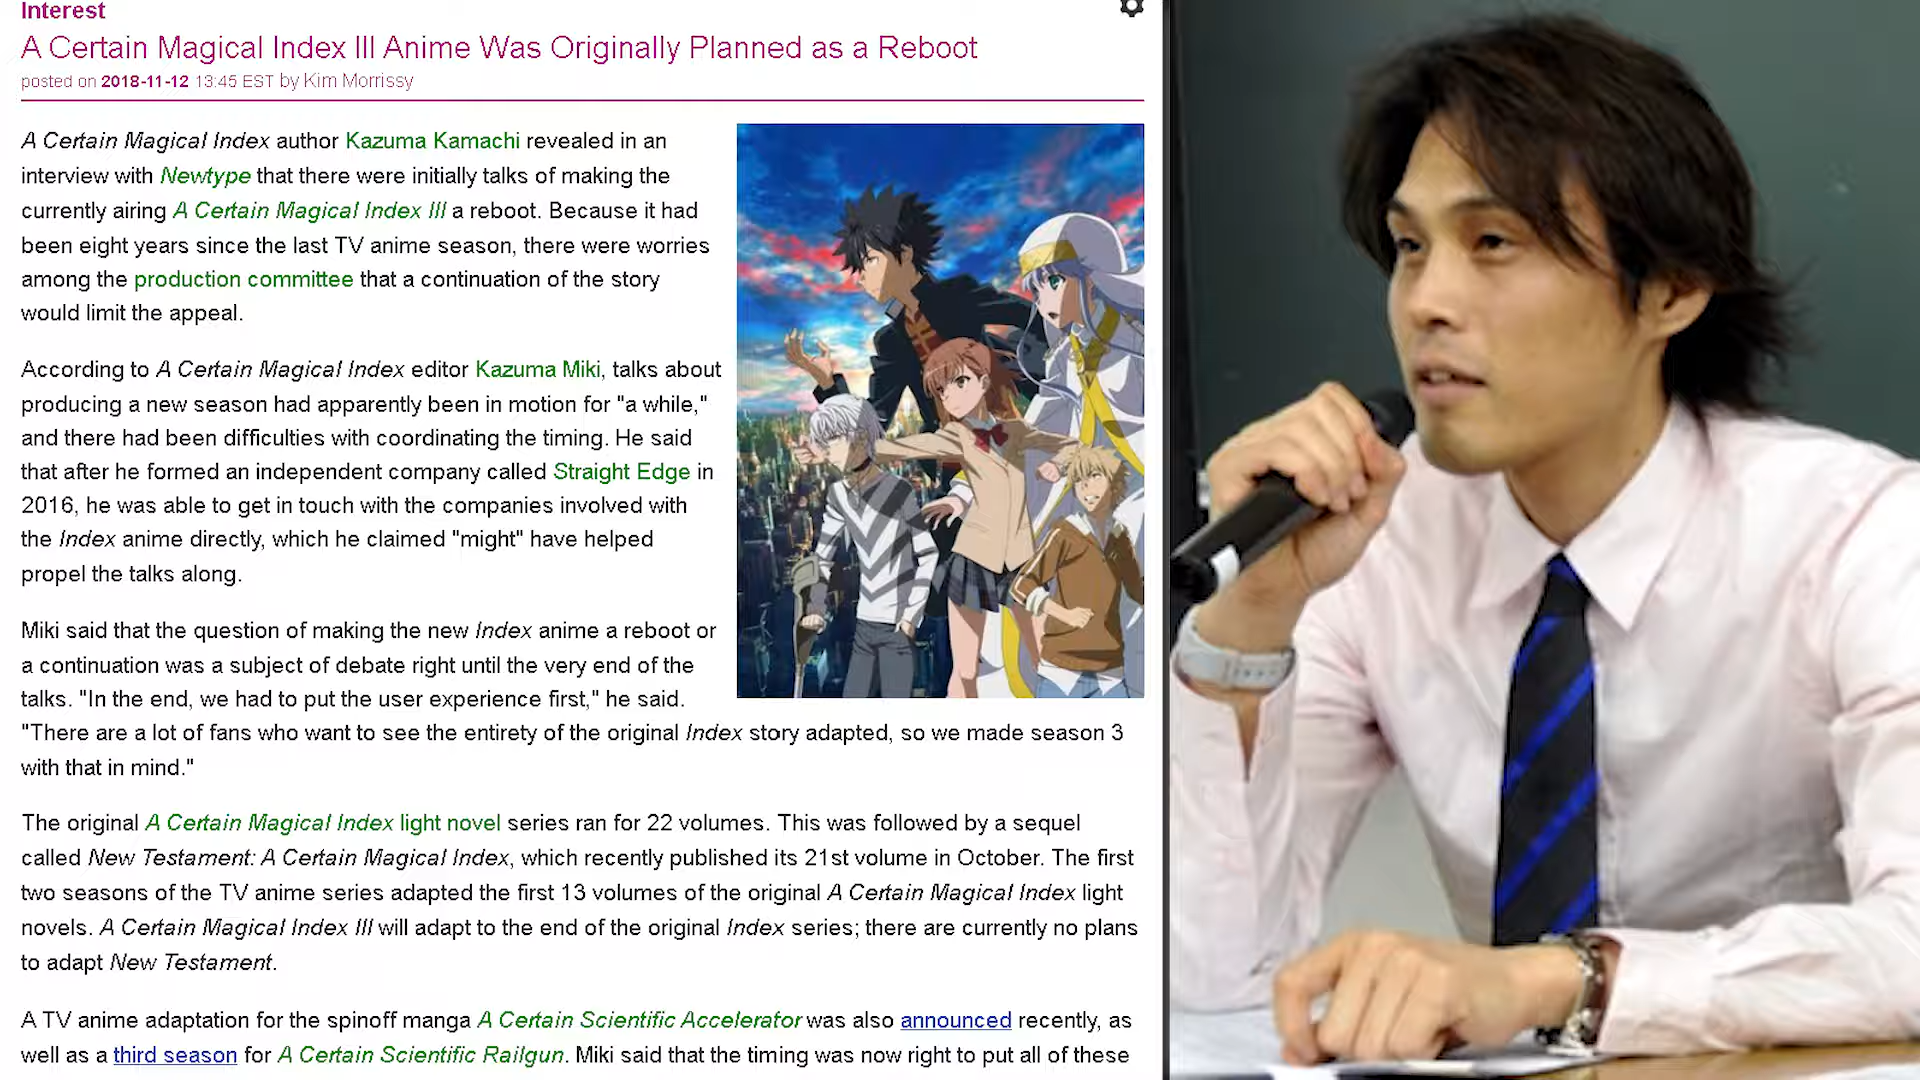 Interest
A Certain Magical Index III Anime Was Originally Planned as a Reboot
posted on 2018-11-12 13:45 EST by Kim Morrissy
A Certain Magical Index author Kazuma Kamachi revealed in an
interview with Newtype that there were initially talks of making the
currently airing A Certain Magical Index III a reboot. Because it had
been eight years since the last TV anime season, there were worries
among the production committee that a continuation of the story
would limit the appeal.
According to A Certain Magical Index editor Kazuma Miki, talks about
producing a new season had apparently been in motion for "a while,"
and there had been difficulties with coordinating the timing. He said
that after he formed an independent company called Straight Edge in
2016, he was able to get in touch with the companies involved with
the Index anime directly, which he claimed "might" have helped
propel the talks along.
Miki said that the question of making the new Index anime a reboot or
a continuation was a subject of debate right until the very end of the
talks. "In the end, we had to put the user experience first," he said.
"There are a lot of fans who want to see the entirety of the original Index story adapted, so we made season 3
with that in mind."
The original A Certain Magical Index light novel series ran for 22 volumes. This was followed by a sequel
called New Testament: A Certain Magical Index, which recently published its 21st volume in October. The first
two seasons of the TV anime series adapted the first 13 volumes of the original A Certain Magical Index light
novels. A Certain Magical Index III will adapt to the end of the original Index series; there are currently no plans
to adapt New Testament.
A TV anime adaptation for the spinoff manga A Certain Scientific Accelerator was also announced recently, as
well as a third season for A Certain Scientific Railgun. Miki said that the timing was now right to put all of these